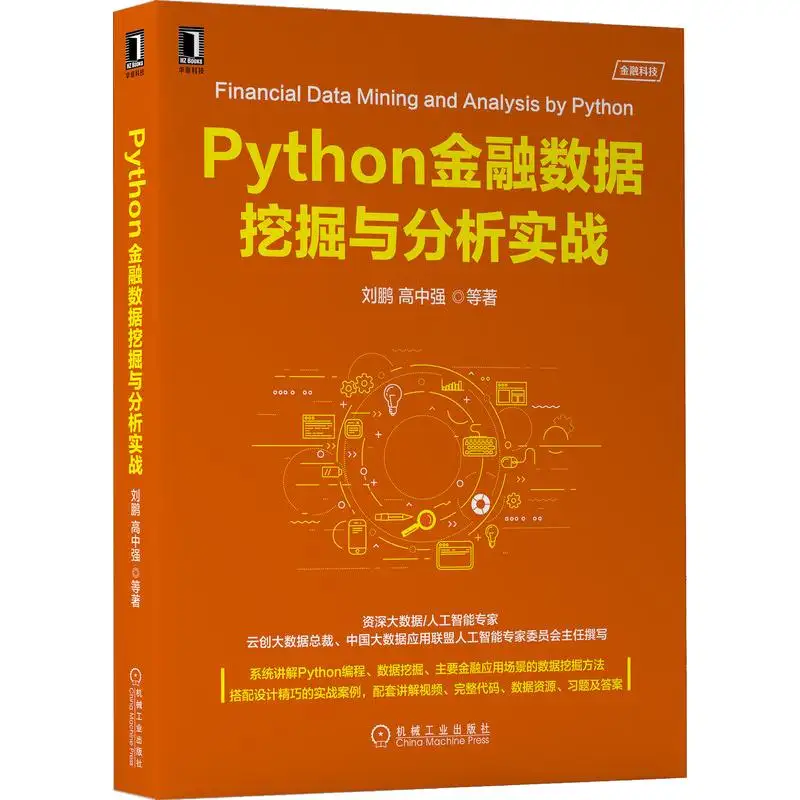 HZ BOOKS
华章科技
Python金融数据挖掘与分析实战
刘鹏 高中强 ◎等著
机械工业出版社
China Machine Press
HZ BOOKS
华章科技
金融科技
Financial Data Mining and Analysis by Python
Python金融数据
挖掘与分析实战
刘鹏 高中强 ◎等著
资深大数据/人工智能专家
云创大数据总裁、中国大数据应用联盟人工智能专家委员会主任撰写
系统讲解Python编程、数据挖掘、主要金融应用场景的数据挖掘方法
搭配设计精巧的实战案例，配套讲解视频、完整代码、数据资源、习题及答案
机械工业出版社
China Machine Press